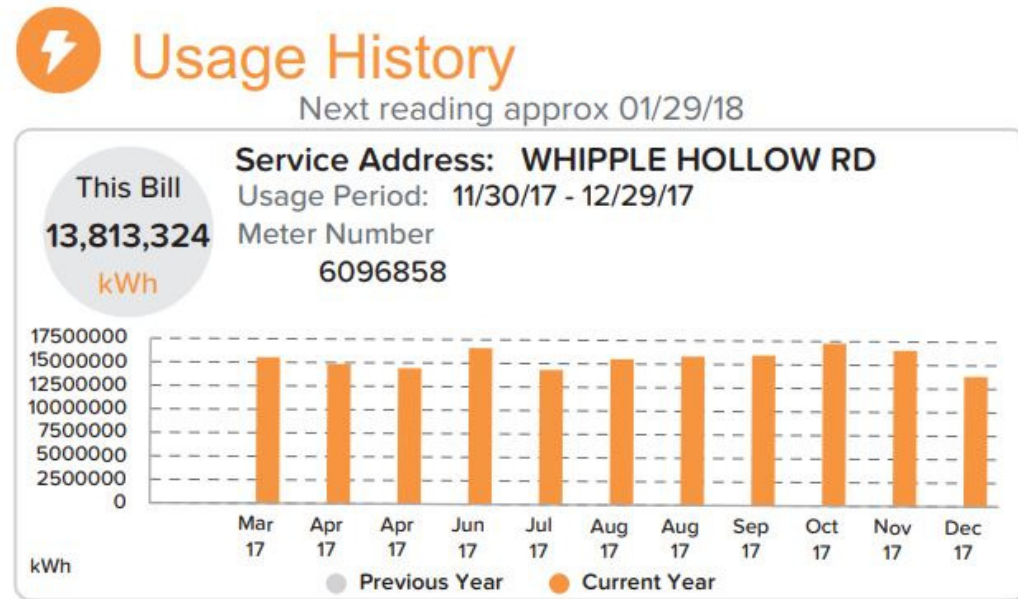 Usage History
Next reading approx 01/29/18
This Bill
13,813,324
kWh
Service Address: WHIPPLE HOLLOW RD
Usage Period: 11/30/17 - 12/29/17
Meter Number
6096858
17500000
15000000
12500000
10000000
7500000
5000000
2500000
0
Mar Apr Apr Jun Jul Aug Aug Sep Oct Nov Dec
17 17 17 17 17 17 17 17 17 17 17
kWh
Previous Year Current Year